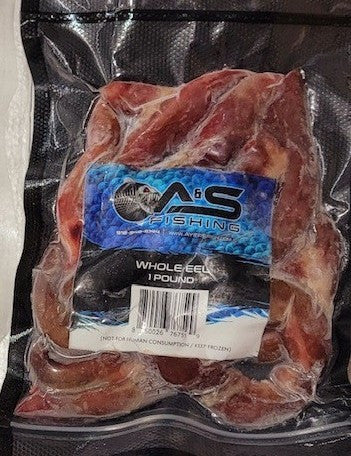 A&S
FISHING
WHOLE EEL
1 POUND
[NOT FOR HUMAN CONSUMPTION / KEEP FROZEN]